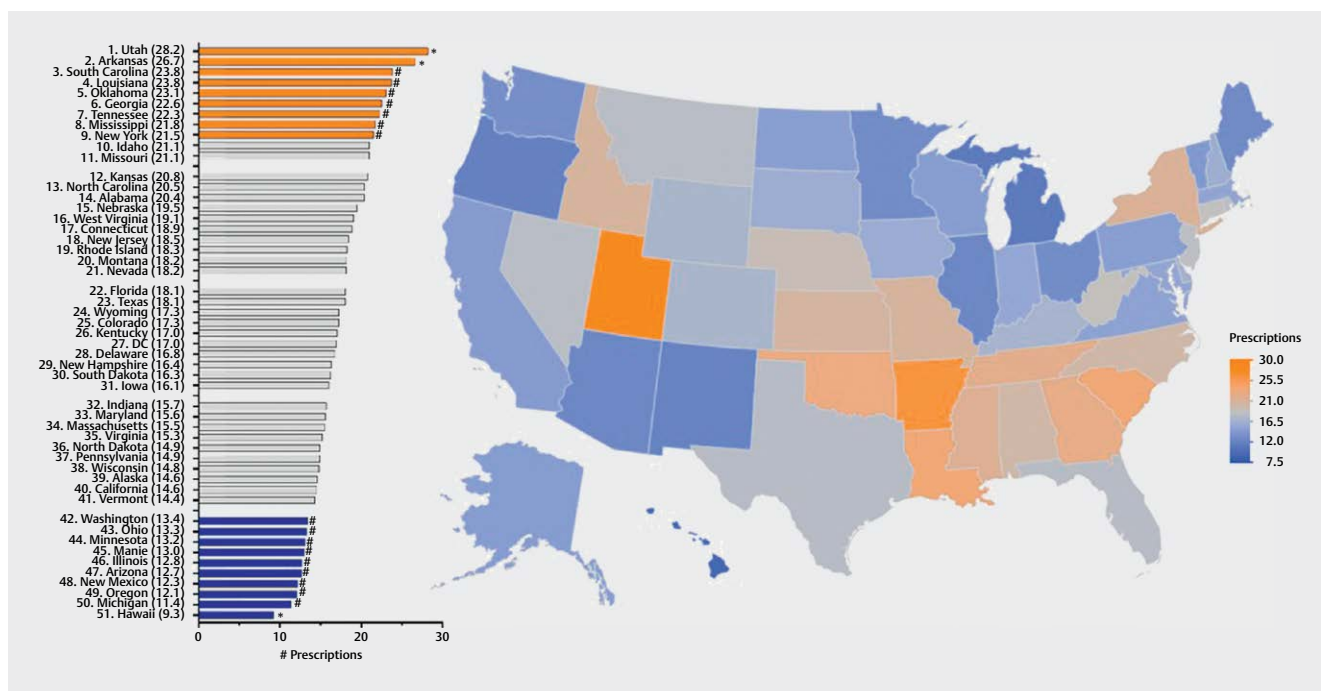 1. Utah (28.2)
*
2. Arkansas (26.7)
*
3. South Carolina (23.8)
#
4. Louisiana (23.8)
#
5. Oklahoma (23.1)
#
6. Georgia (22.6)
#
7. Tennessee (22.3)
#
8. Mississippi (21.8)
#
9. New York (21.5)
#
10. Idaho (21.1)
11. Missouri (21.1)
12. Kansas (20.8)
13. North Carolina (20.5)
14. Alabama (20.4)
15. Nebraska (19.5)
16. West Virginia (19.1)
17. Connecticut (18.9)
18. New Jersey (18.5)
19. Rhode Island (18.3)
20. Montana (18.2)
21. Nevada (18.2)
22. Florida (18.1)
23. Texas (18.1)
24. Wyoming (17.3)
25. Colorado (17.3)
26. Kentucky (17.0)
27. DC (17.0)
28. Delaware (16.8)
29. New Hampshire (16.4)
30. South Dakota (16.3)
31. Iowa (16.1)
32. Indiana (15.7)
33. Maryland (15.6)
34. Massachusetts (15.5)
35. Virginia (15.3)
36. North Dakota (14.9)
37. Pennsylvania (14.9)
38. Wisconsin (14.8)
39. Alaska (14.6)
40. California (14.6)
41. Vermont (14.4)
42. Washington (13.4)
#
43. Ohio (13.3)
#
44. Minnesota (13.2)
#
45. Manie (13.0)
#
46. Illinois (12.8)
#
47. Arizona (12.7)
#
48. New Mexico (12.3)
#
49. Oregon (12.1)
#
50. Michigan (11.4)
#
51. Hawaii (9.3)
*
0 10 20 30
# Prescriptions
Prescriptions
30.0
25.5
21.0
16.5
12.0
7.5